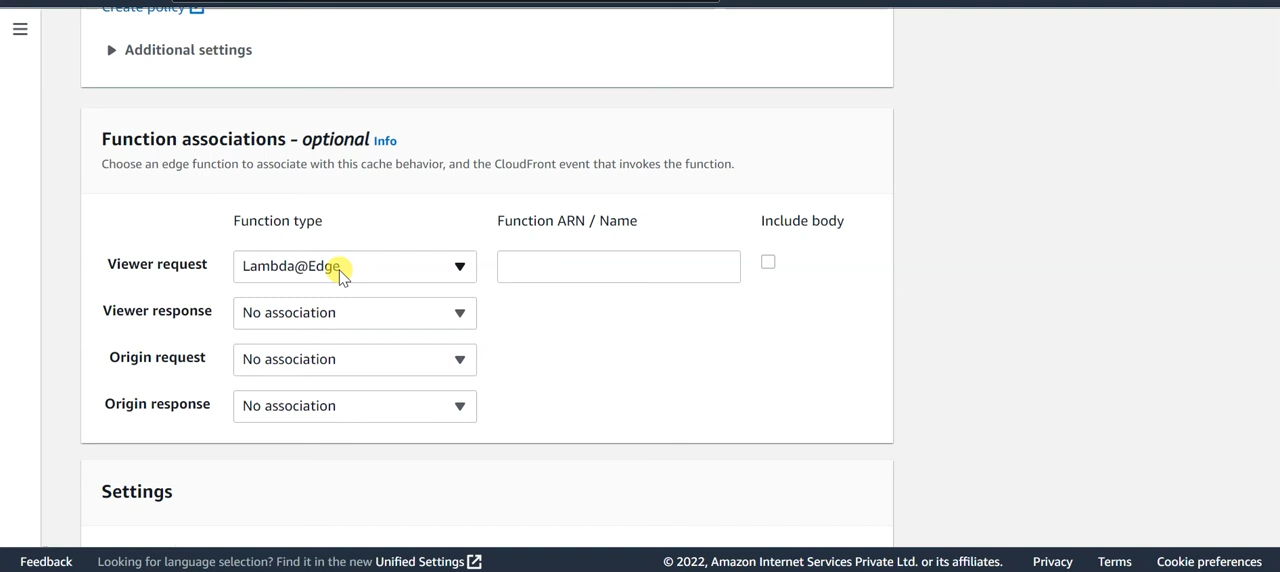 Create policy
Additional settings
Function associations - optional Info
Choose an edge function to associate with this cache behavior, and the CloudFront event that invokes the function.
Function type Function ARN / Name Include body
Viewer request Lambda@Edge
Viewer response No association
Origin request No association
Origin response No association
Settings
Feedback Looking for language selection? Find it in the new Unified Settings © 2022, Amazon Internet Services Private Ltd. or its affiliates. Privacy Terms Cookie preferences